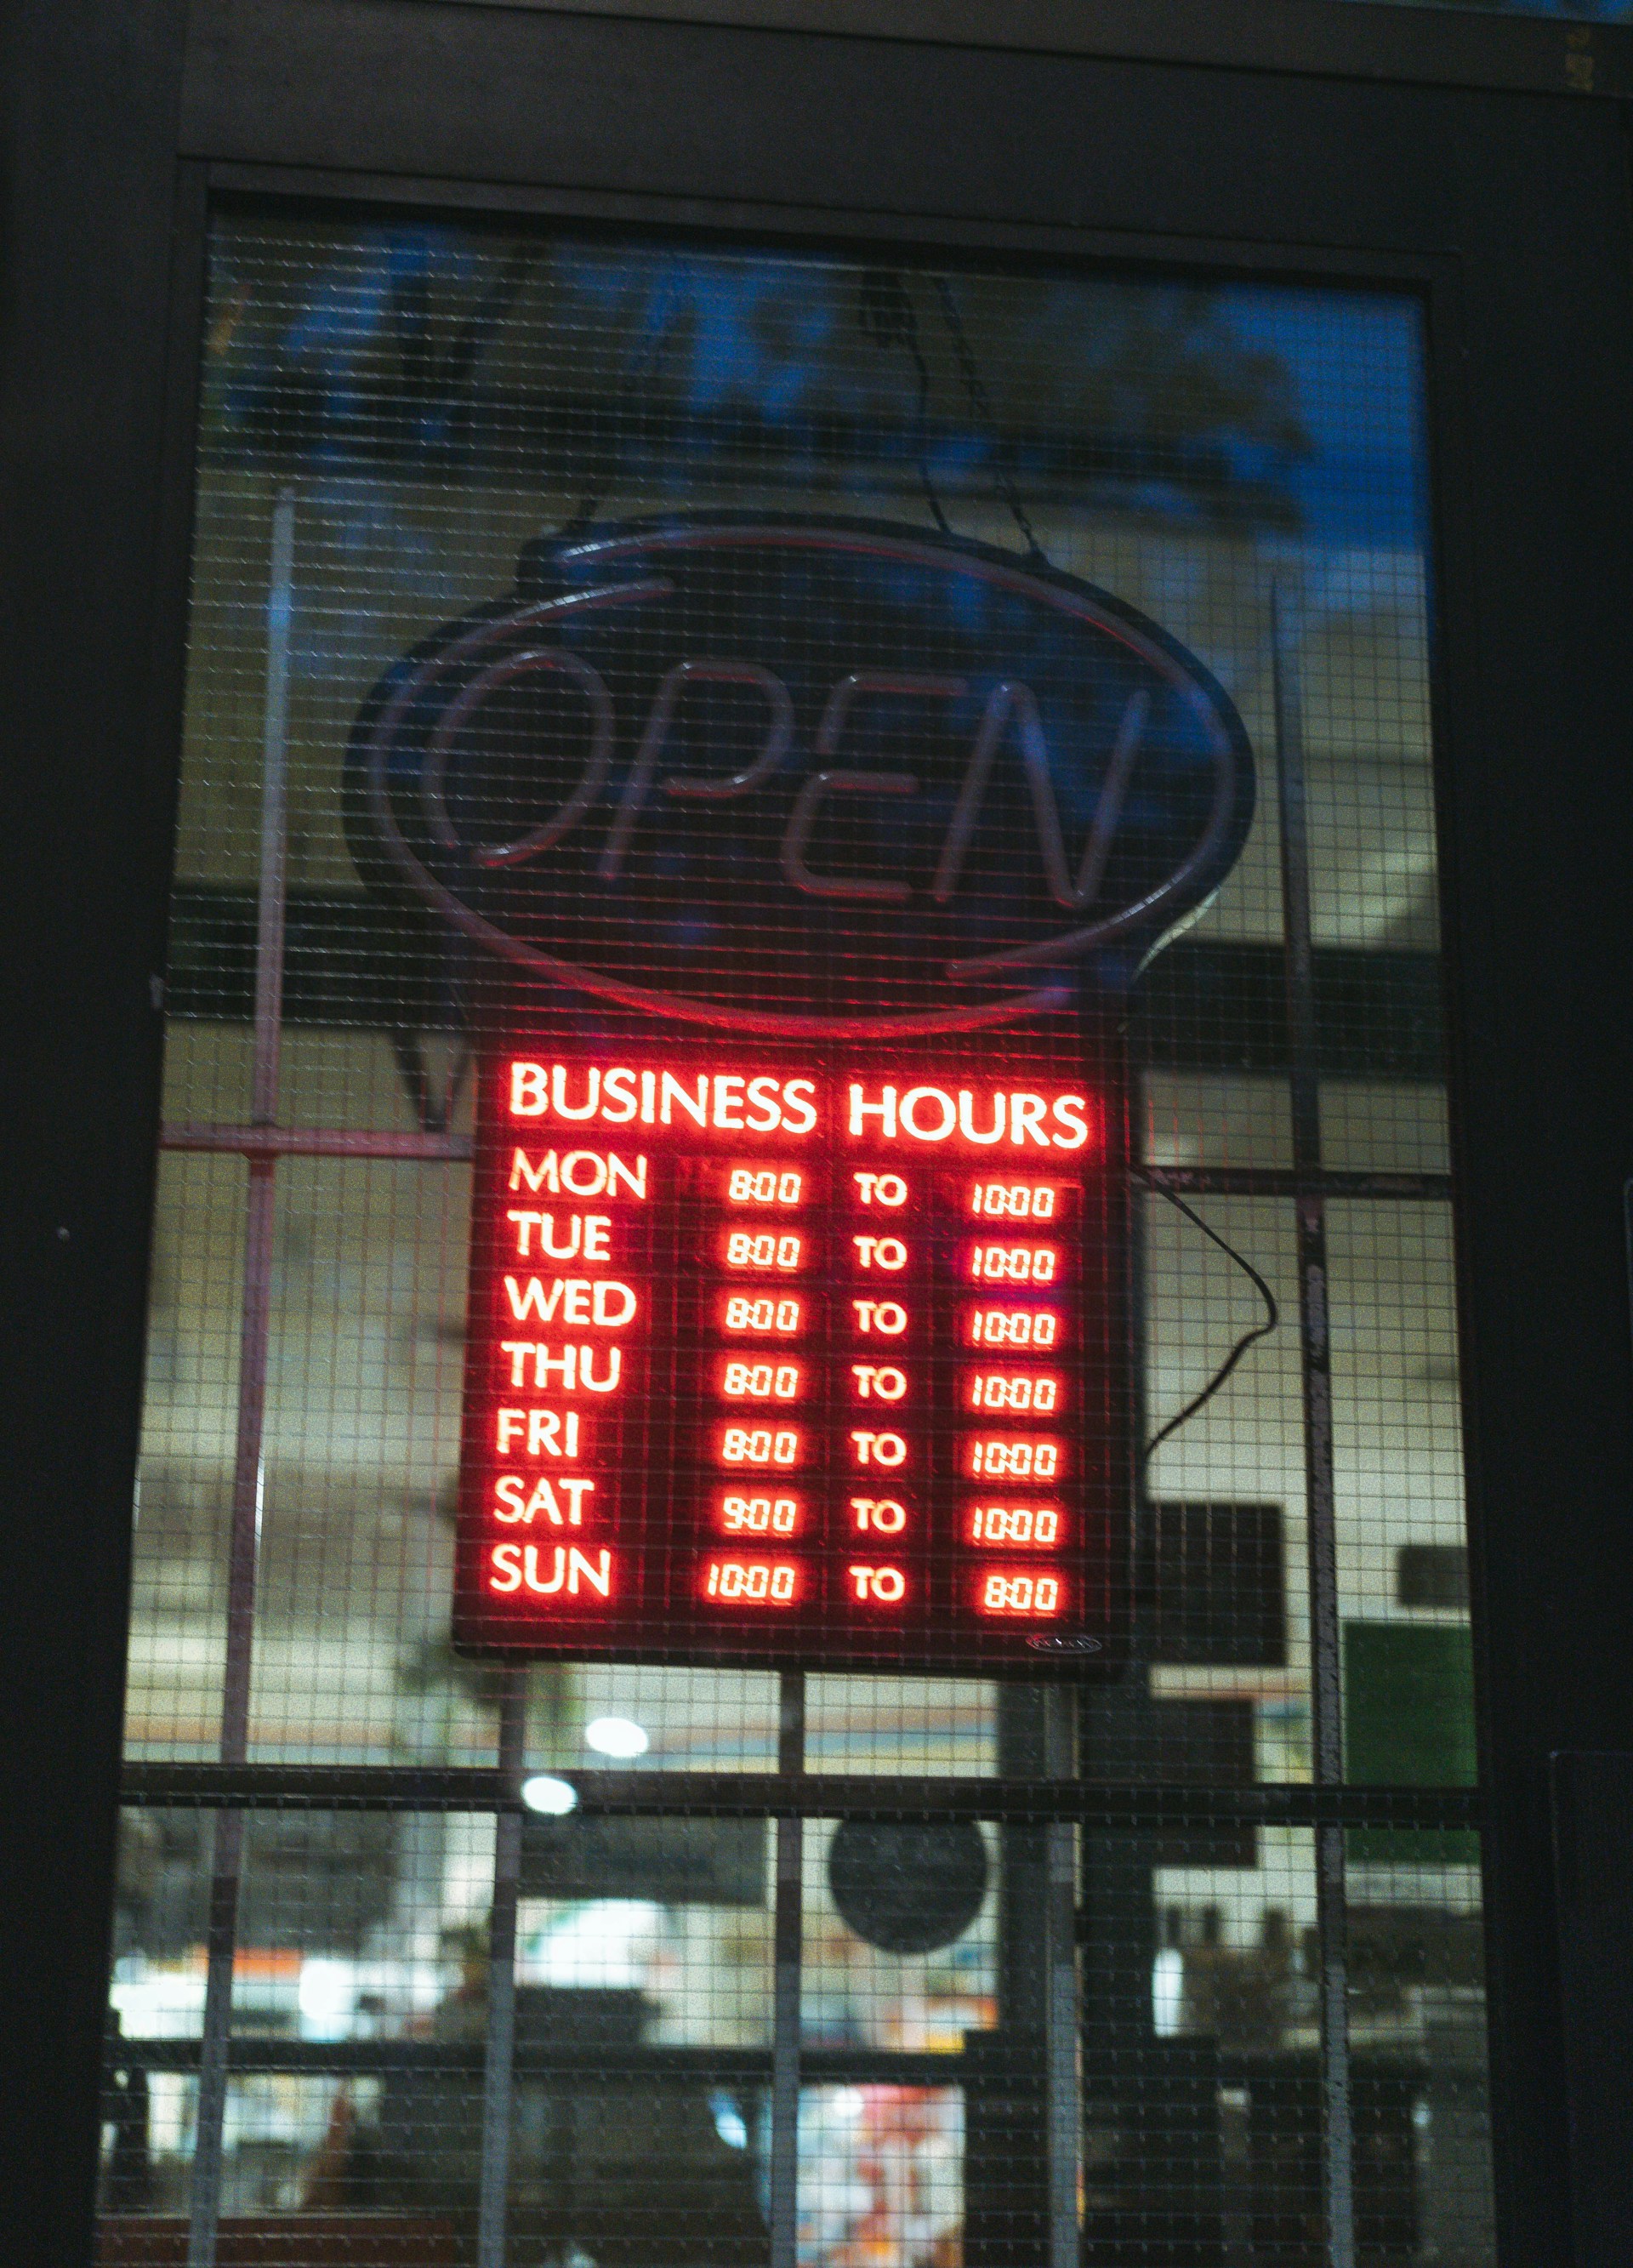 OPEN
BUSINESS HOURS
MON 8:00 TO 10:00
TUE 8:00 TO 10:00
WED 8:00 TO 10:00
THU 8:00 TO 10:00
FRI 8:00 TO 10:00
SAT 9:00 TO 10:00
SUN 10:00 TO 8:00